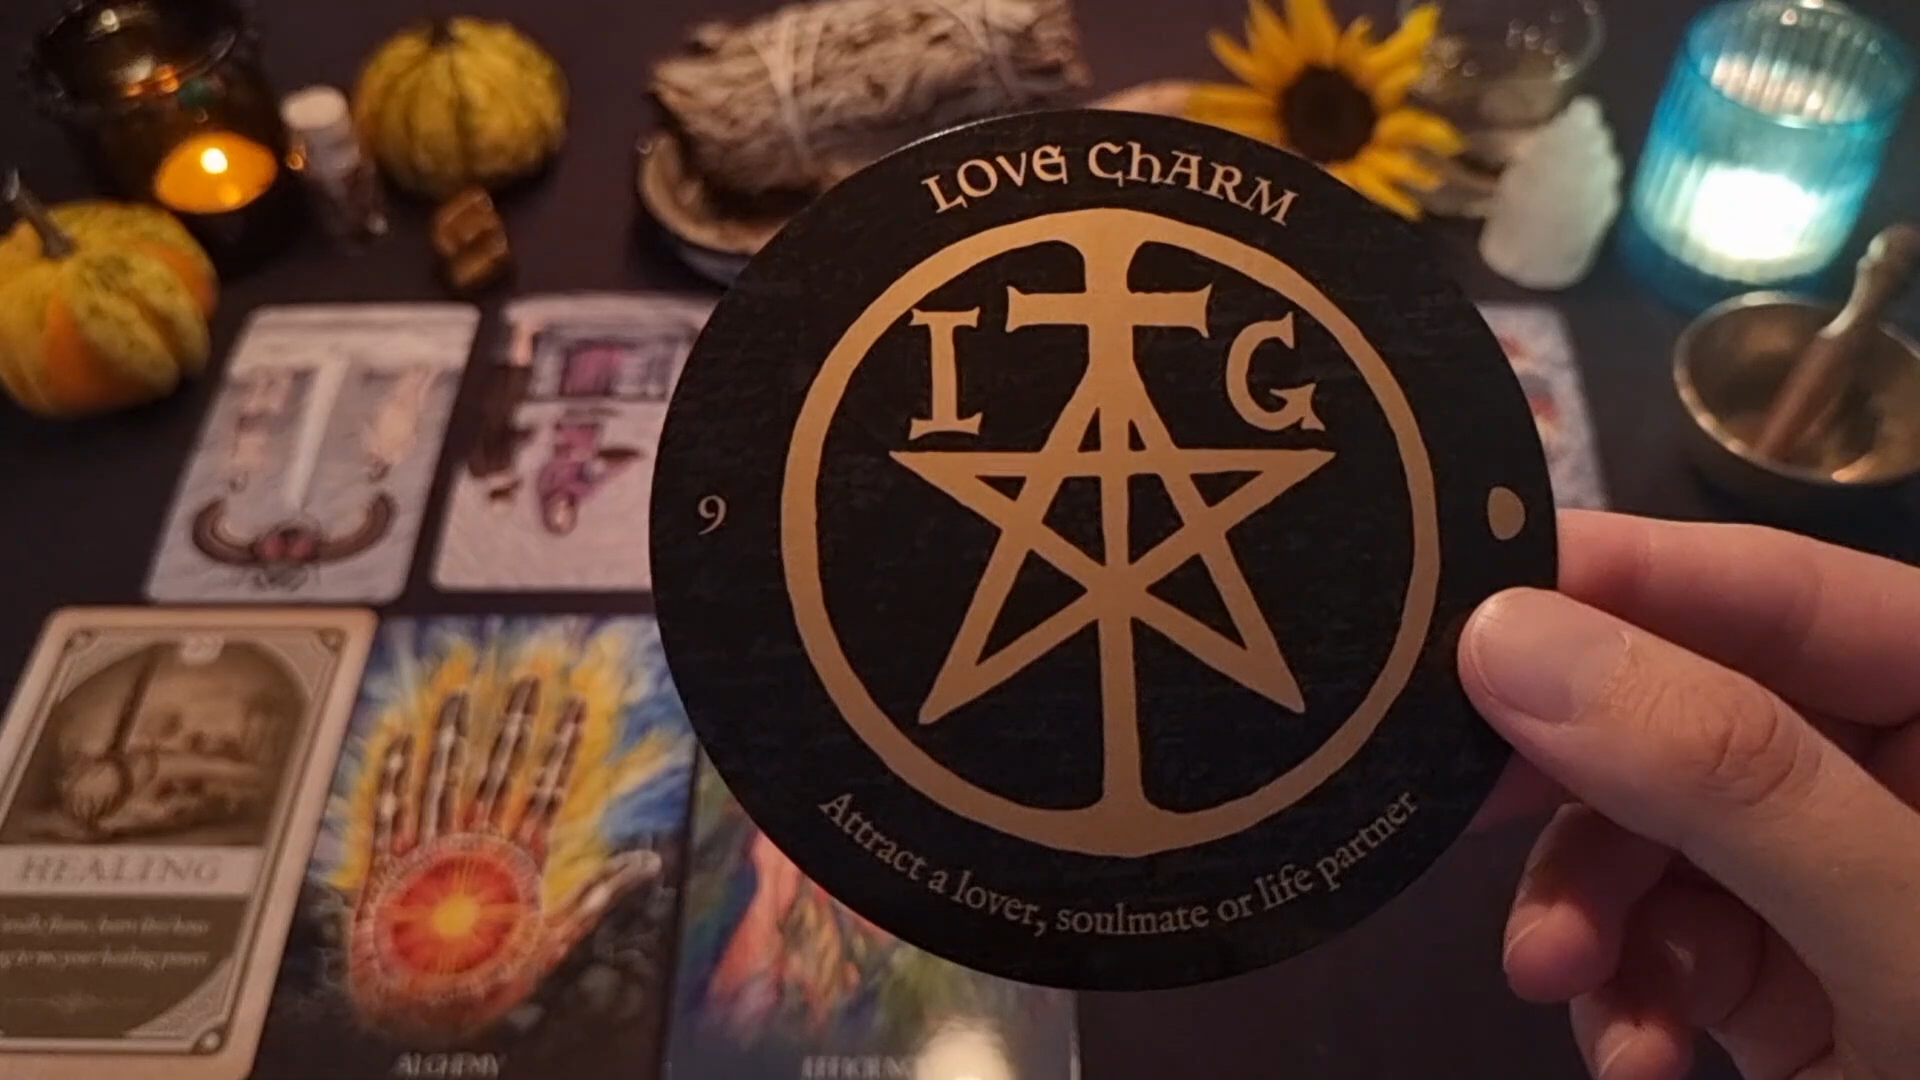 LOVE ChARM
I G
9
Attract a lover, soulmate or life partner
HEALING
ALCHEMY